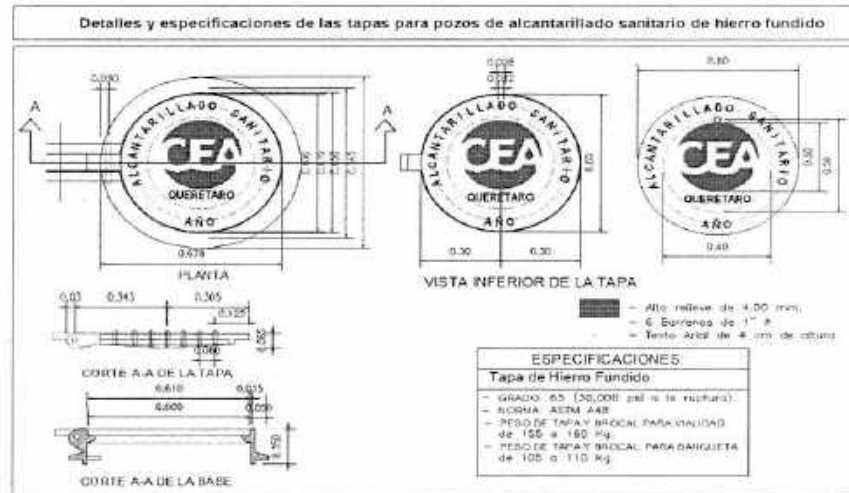 Detalles y especificaciones de las tapas para pozos de alcantarillado sanitario de hierro fundido
A
A
ALCANTARILLADO SANITARIO
CEA
QUERETARO
AÑO
0.678
PLANTA
ALCANTARILLADO SANITARIO
CEA
QUERETARO
AÑO
0.30
0.30
VISTA INFERIOR DE LA TAPA
0.60
ALCANTARILLADO SANITARIO
CEA
QUERETARO
AÑO
0.40
- Alto relieve de 4.00 mm.
- 6 Barrenos de 1" ø
- Texto Arial de 4 cm de altura
0.03
0.343
0.305
0.125
0.060
CORTE A-A DE LA TAPA
0.610
0.015
0.600
CORTE A-A DE LA BASE
ESPECIFICACIONES:
Tapa de Hierro Fundido
- GRADO: 65 (30,000 psi a la ruptura).
- NORMA: ASTM A48
- PESO DE TAPA Y BROCAL PARA VIALIDAD
de 155 a 160 Kg.
- PESO DE TAPA Y BROCAL PARA BANQUETA
de 105 a 110 Kg.